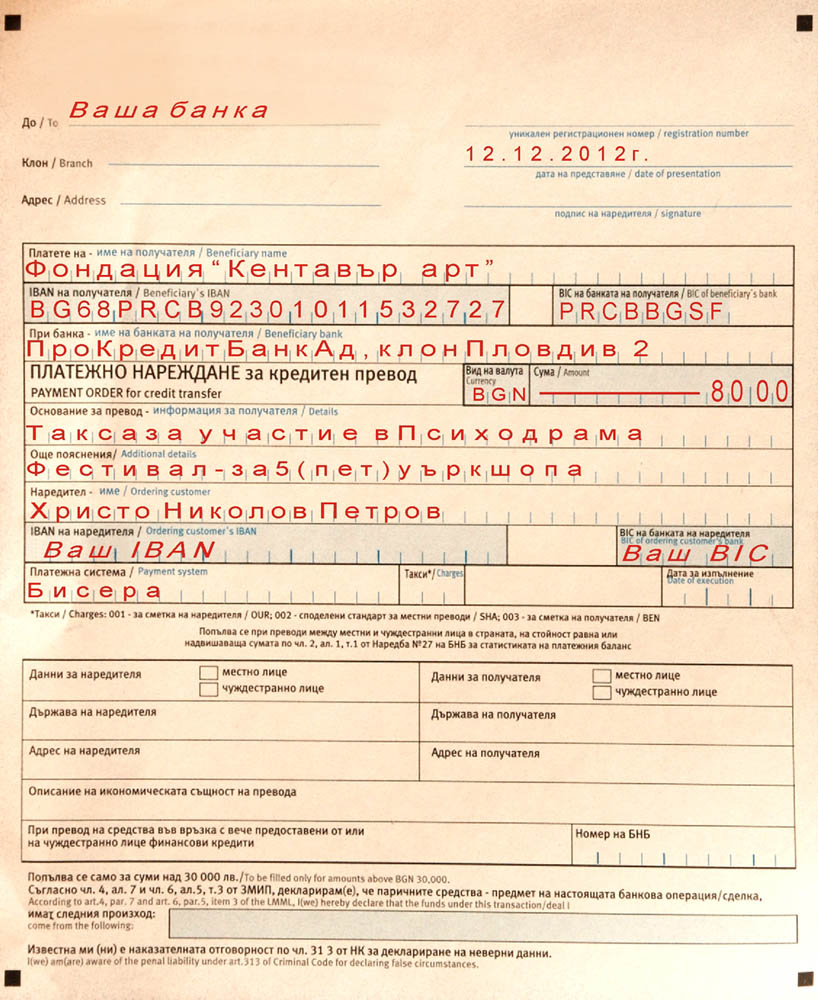 До / To Ваша банка
уникален регистрационен номер / registration number
Клон / Branch
12.12.2012г.
дата на представяне / date of presentation
Адрес / Address
подпис на наредителя / signature
Платете на - име на получателя / Beneficiary name
Фондация “Кентавър арт”
IBAN на получателя / Beneficiary's IBAN BIC на банката на получателя / BIC of beneficiary's bank
BG68PRCB92301011532727 PRCBBGSF
При банка - име на банката на получателя / Beneficiary bank
ПроКредитБанкАд, клон Пловдив 2
ПЛАТЕЖНО НАРЕЖДАНЕ за кредитен превод Вид на валута Сума / Amount
PAYMENT ORDER for credit transfer Currency BGN 8000
Основание за превод - информация за получателя / Details
Такса за участие в Психодрама
Още пояснения/ Additional details
Фестивал-за5(пет)уъркшопа
Наредител - име / Ordering customer
Христо Николов Петров
IBAN на наредителя / Ordering customer's IBAN BIC на банката на наредителя
BIC of ordering customer's bank
Ваш IBAN Ваш BIC
Платежна система / Payment system Такси*/ Charges Дата за изпълнение
Date of execution
Бисера
*Такси / Charges: 001 - за сметка на наредителя / OUR; 002 - споделени стандарт за местни преводи / SHA; 003 - за сметка на получателя / BEN
Попълва се при преводи между местни и чуждестранни лица в страната, на стойност равна или
надвишаваща сумата по чл. 2, ал. 1, т.1 от Наредба №27 на БНБ за статистиката на платежния баланс
Данни за наредителя местно лице Данни за получателя местно лице
чуждестранно лице чуждестранно лице
Държава на наредителя Държава на получателя
Адрес на наредителя Адрес на получателя
Описание на икономическата същност на превода
При превод на средства във връзка с вече предоставени от или Номер на БНБ
на чуждестранно лице финансови кредити
Попълва се само за суми над 30 000 лв./To be filled only for amounts above BGN 30,000.
Съгласно чл. 4, ал. 7 и чл. 6, ал.5, т.3 от ЗМИП, декларирам(е), че паричните средства - предмет на настоящата банкова операция/сделка,
According to art.4, par. 7 and art. 6, par.5, item 3 of the LMML, I(we) hereby declare that the funds under this transaction/deal I
имат следния произход:
come from the following:
Известна ми (ни) е наказателната отговорност по чл. 31 3 от НК за деклариране на неверни данни.
I(we) am(are) aware of the penal liability under art.313 of Criminal Code for declaring false circumstances.